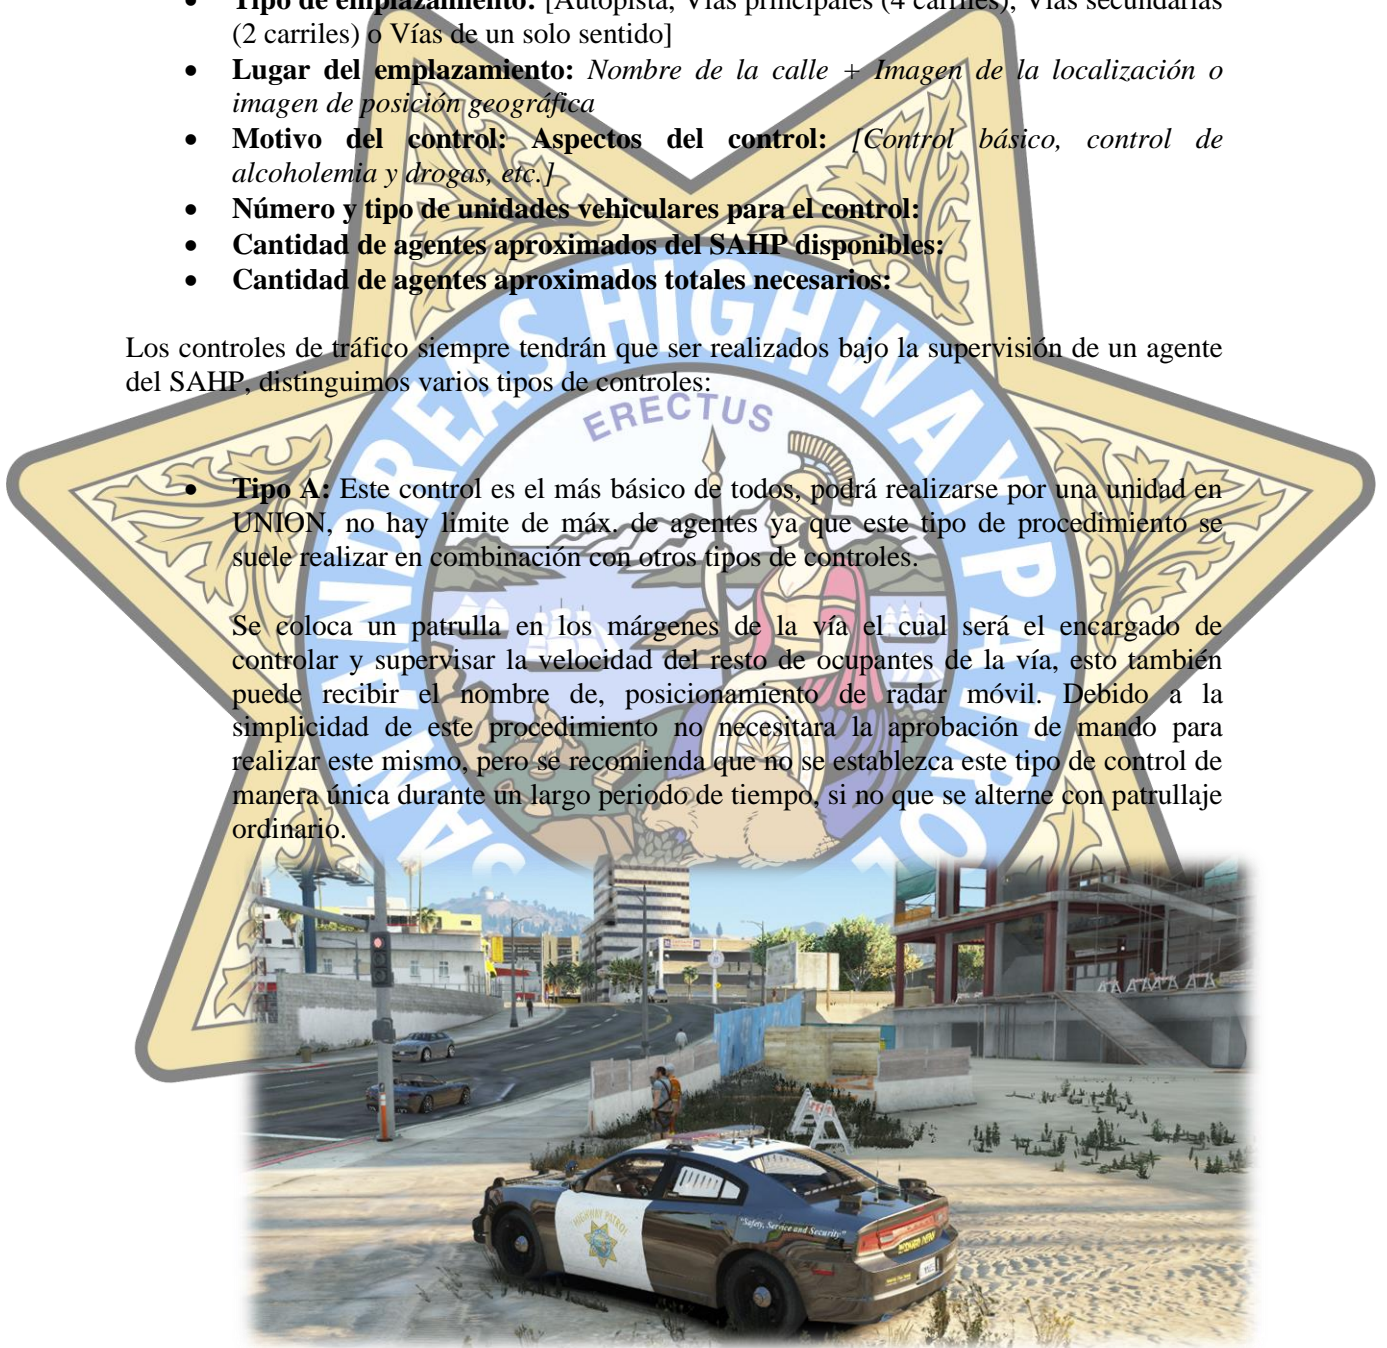 • Tipo de emplazamiento: [Autopista, Vías principales (4 carriles), Vías secundarias
(2 carriles) o Vías de un solo sentido]
• Lugar del emplazamiento: Nombre de la calle + Imagen de la localización o
imagen de posición geográfica
• Motivo del control: Aspectos del control: [Control básico, control de
alcoholemia y drogas, etc.]
• Número y tipo de unidades vehiculares para el control:
• Cantidad de agentes aproximados del SAHP disponibles:
• Cantidad de agentes aproximados totales necesarios:
Los controles de tráfico siempre tendrán que ser realizados bajo la supervisión de un agente
del SAHP, distinguimos varios tipos de controles:
SAN ANDREAS HIGHWAY PATROL
ERECTUS
• Tipo A: Este control es el más básico de todos, podrá realizarse por una unidad en
UNION, no hay limite de máx. de agentes ya que este tipo de procedimiento se
suele realizar en combinación con otros tipos de controles.
Se coloca un patrulla en los márgenes de la vía el cual será el encargado de
controlar y supervisar la velocidad del resto de ocupantes de la vía, esto también
puede recibir el nombre de, posicionamiento de radar móvil. Debido a la
simplicidad de este procedimiento no necesitara la aprobación de mando para
realizar este mismo, pero se recomienda que no se establezca este tipo de control de
manera única durante un largo periodo de tiempo, si no que se alterne con patrullaje
ordinario.
HIGHWAY PATROL
"Safety, Service and Security"